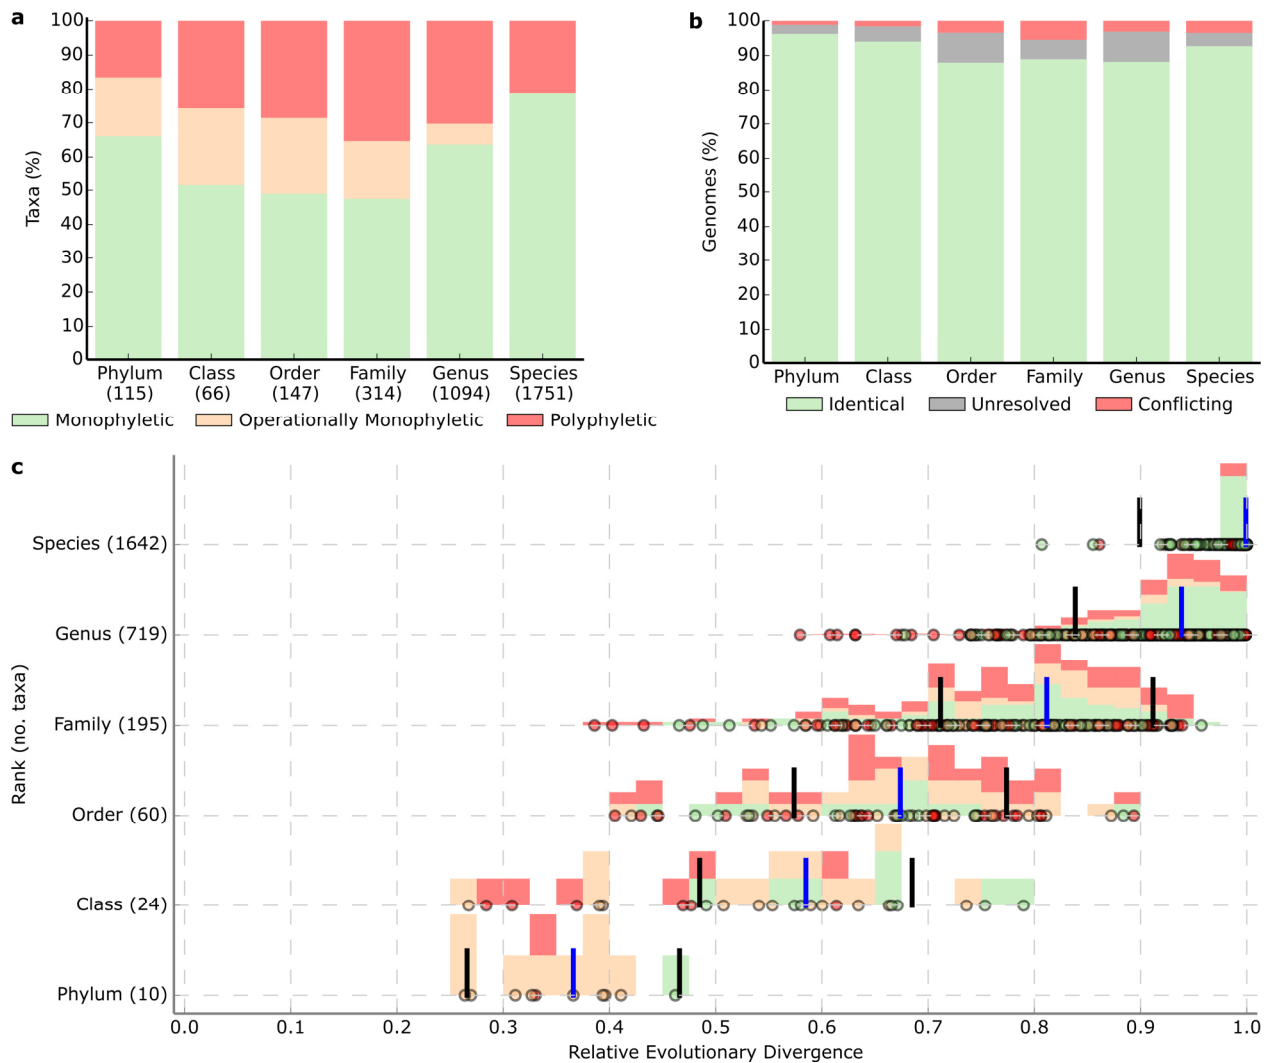 a
100
90
80
70
60
50
40
30
20
10
0
Taxa (%)
Phylum Class Order Family Genus Species
(115) (66) (147) (314) (1094) (1751)
Monophyletic Operationally Monophyletic Polyphyletic
b
100
90
80
70
60
50
40
30
20
10
0
Genomes (%)
Phylum Class Order Family Genus Species
Identical Unresolved Conflicting
c
Rank (no. taxa)
Species (1642)
Genus (719)
Family (195)
Order (60)
Class (24)
Phylum (10)
0.0 0.1 0.2 0.3 0.4 0.5 0.6 0.7 0.8 0.9 1.0
Relative Evolutionary Divergence